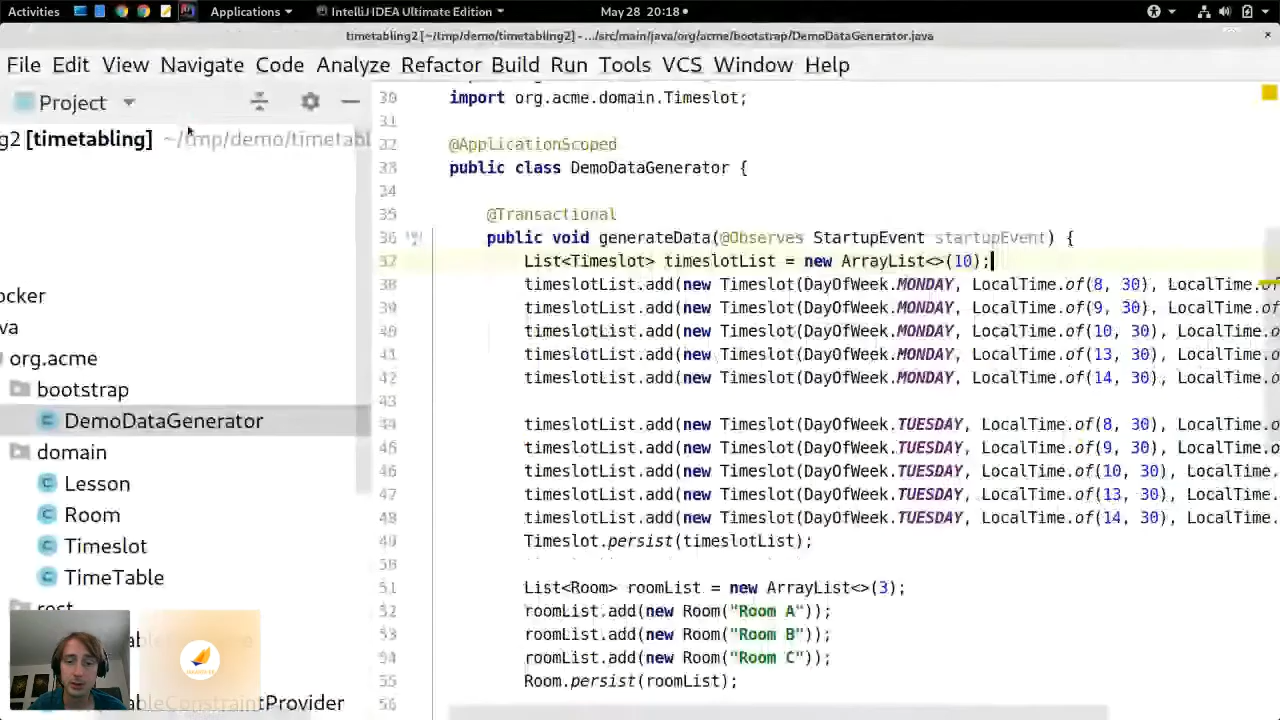 Activities Applications IntelliJ IDEA Ultimate Edition May 28 20:18
timetabling2 [~/tmp/demo/timetabling2] - .../src/main/java/org/acme/bootstrap/DemoDataGenerator.java
File Edit View Navigate Code Analyze Refactor Build Run Tools VCS Window Help
Project
g2 [timetabling] ~/tmp/demo/timetabl
ocker
va
org.acme
bootstrap
DemoDataGenerator
domain
Lesson
Room
Timeslot
TimeTable
rest
ableConstraintProvider
30 import org.acme.domain.Timeslot;
31
32 @ApplicationScoped
33 public class DemoDataGenerator {
34
35 @Transactional
36 public void generateData(@Observes StartupEvent startupEvent) {
37 List<Timeslot> timeslotList = new ArrayList<>(10);
38 timeslotList.add(new Timeslot(DayOfWeek.MONDAY, LocalTime.of(8, 30), LocalTime.o
39 timeslotList.add(new Timeslot(DayOfWeek.MONDAY, LocalTime.of(9, 30), LocalTime.o
40 timeslotList.add(new Timeslot(DayOfWeek.MONDAY, LocalTime.of(10, 30), LocalTime.
41 timeslotList.add(new Timeslot(DayOfWeek.MONDAY, LocalTime.of(13, 30), LocalTime.
42 timeslotList.add(new Timeslot(DayOfWeek.MONDAY, LocalTime.of(14, 30), LocalTime.
44 timeslotList.add(new Timeslot(DayOfWeek.TUESDAY, LocalTime.of(8, 30), LocalTime.o
45 timeslotList.add(new Timeslot(DayOfWeek.TUESDAY, LocalTime.of(9, 30), LocalTime.o
46 timeslotList.add(new Timeslot(DayOfWeek.TUESDAY, LocalTime.of(10, 30), LocalTime.
47 timeslotList.add(new Timeslot(DayOfWeek.TUESDAY, LocalTime.of(13, 30), LocalTime.
48 timeslotList.add(new Timeslot(DayOfWeek.TUESDAY, LocalTime.of(14, 30), LocalTime.
49 Timeslot.persist(timeslotList);
50
51 List<Room> roomList = new ArrayList<>(3);
52 roomList.add(new Room("Room A"));
53 roomList.add(new Room("Room B"));
54 roomList.add(new Room("Room C"));
55 Room.persist(roomList);
56